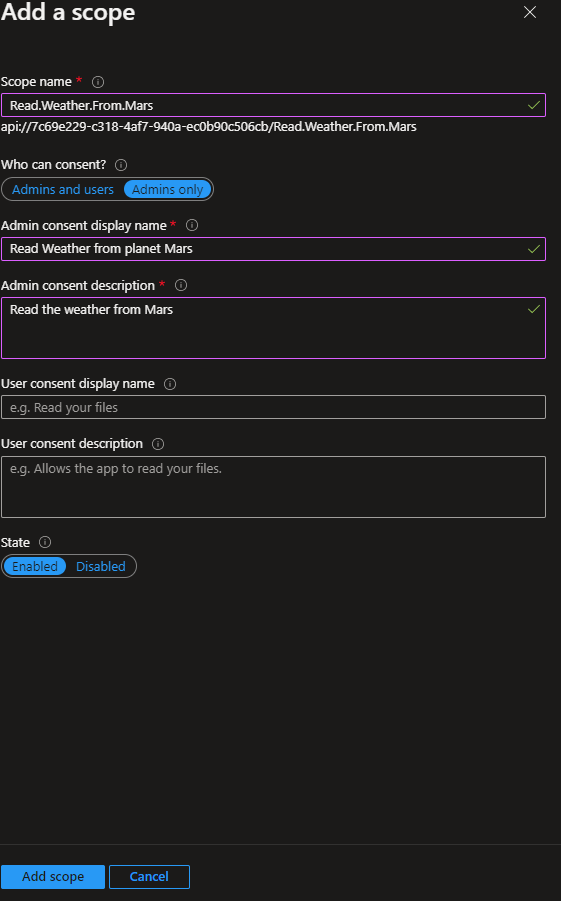 Add a scope
Scope name *
Read.Weather.From.Mars
api://7c69e229-c318-4af7-940a-ec0b90c506cb/Read.Weather.From.Mars
Who can consent?
Admins and users Admins only
Admin consent display name *
Read Weather from planet Mars
Admin consent description *
Read the weather from Mars
User consent display name
e.g. Read your files
User consent description
e.g. Allows the app to read your files.
State
Enabled Disabled
Add scope Cancel